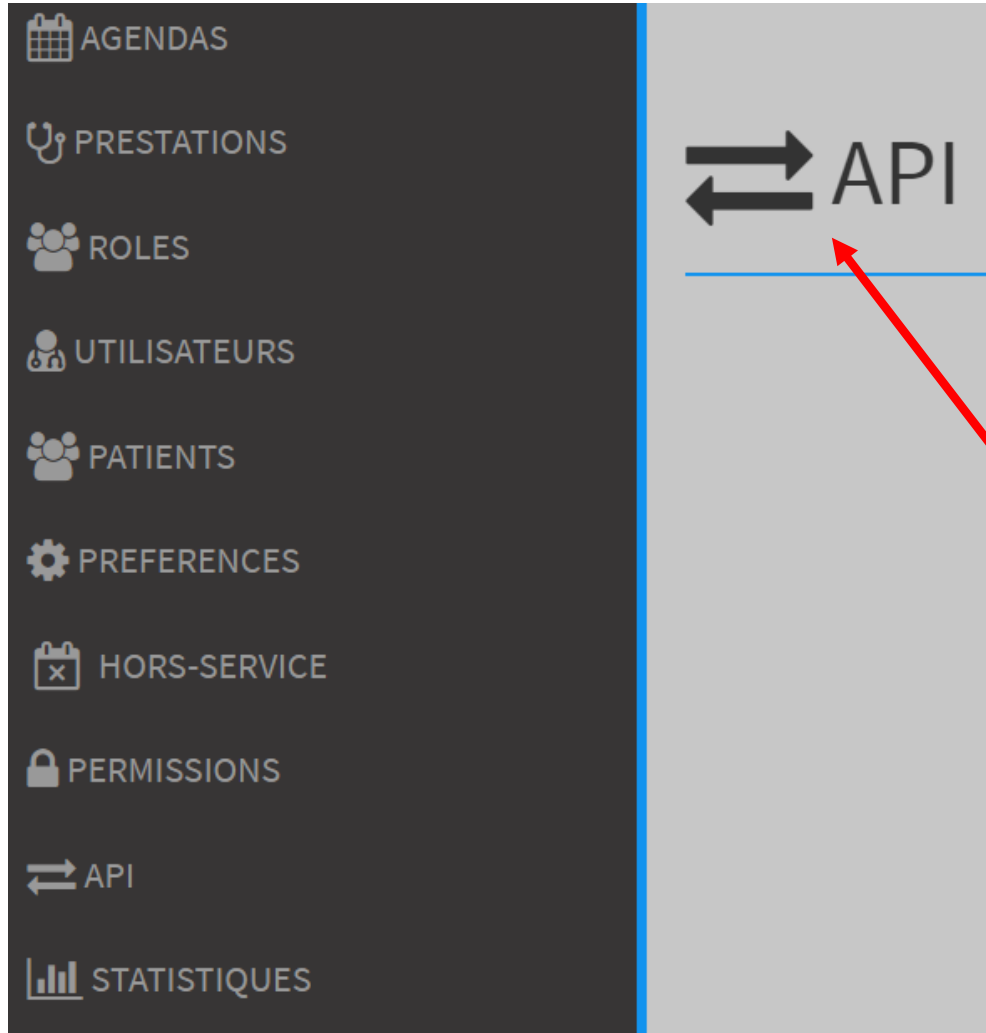 AGENDAS
PRESTATIONS
ROLES
UTILISATEURS
PATIENTS
PREFERENCES
HORS-SERVICE
PERMISSIONS
API
STATISTIQUES
API